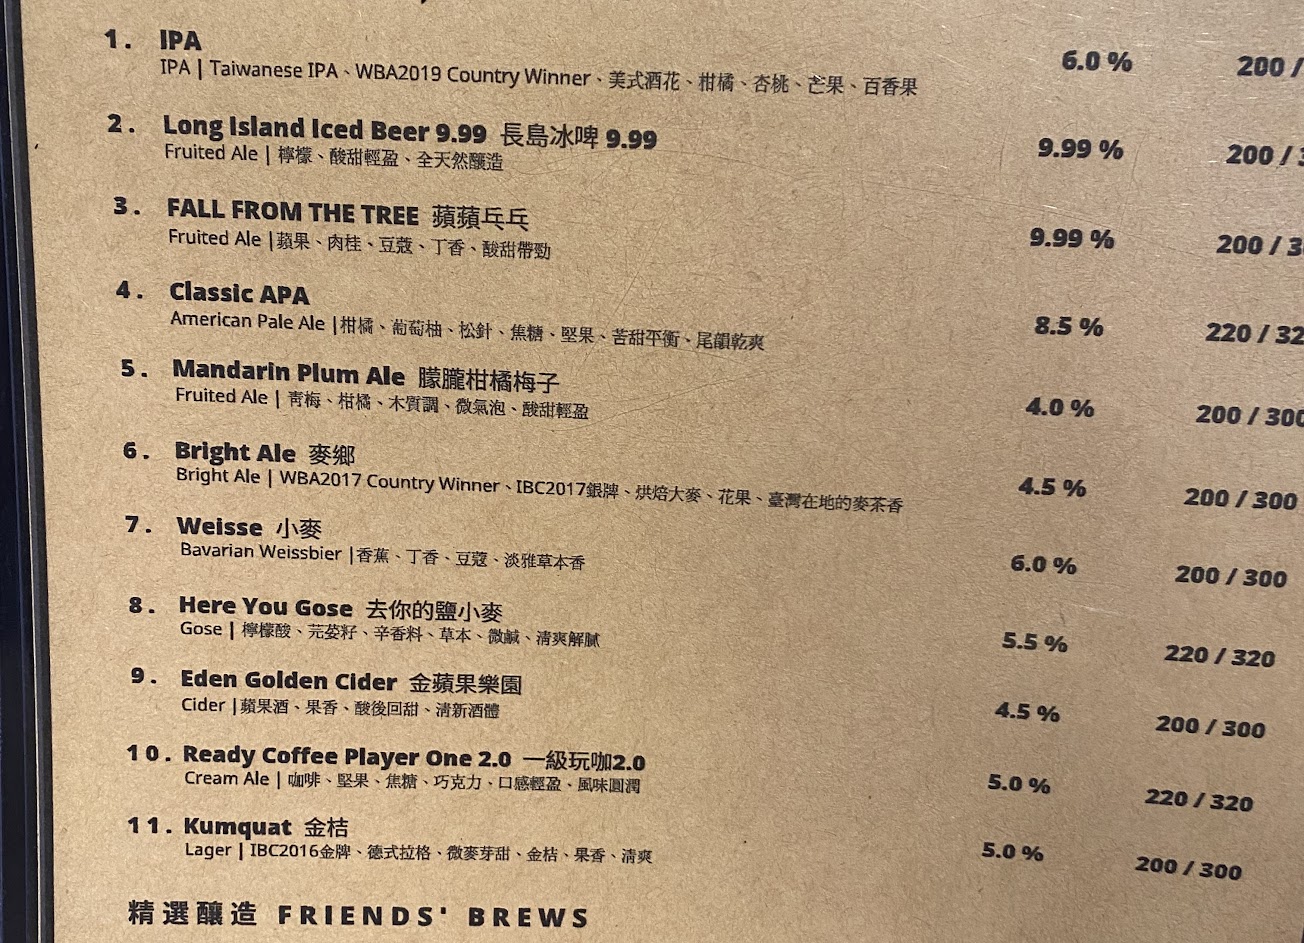 1. IPA 6.0 % 200 /
IPA | Taiwanese IPA、WBA2019 Country Winner、美式酒花、柑橘、杏桃、芒果、百香果
2. Long Island Iced Beer 9.99 長島冰啤 9.99 9.99 % 200 / 3
Fruited Ale | 檸檬、酸甜輕盈、全天然釀造
3. FALL FROM THE TREE 蘋蘋乓乓 9.99 % 200 / 30
Fruited Ale |蘋果、肉桂、豆蔻、丁香、酸甜帶勁
4. Classic APA 8.5 % 220 / 32
American Pale Ale |柑橘、葡萄柚、松針、焦糖、堅果、苦甜平衡、尾韻乾爽
5. Mandarin Plum Ale 朦朧柑橘梅子 4.0 % 200 / 300
Fruited Ale | 青梅、柑橘、木質調、微氣泡、酸甜輕盈
6. Bright Ale 麥鄉 4.5 % 200 / 300
Bright Ale | WBA2017 Country Winner、IBC2017銀牌、烘焙大麥、花果、臺灣在地的麥茶香
7. Weisse 小麥 6.0 % 200 / 300
Bavarian Weissbier |香蕉、丁香、豆蔻、淡雅草本香
8. Here You Gose 去你的鹽小麥 5.5 % 220 / 320
Gose | 檸檬酸、芫荽籽、辛香料、草本、微鹹、清爽解膩
9. Eden Golden Cider 金蘋果樂園 4.5 % 200 / 300
Cider |蘋果酒、果香、酸後回甜、清新酒體
10. Ready Coffee Player One 2.0 一級玩咖2.0 5.0 % 220 / 320
Cream Ale | 咖啡、堅果、焦糖、巧克力、口感輕盈、風味圓潤
11. Kumquat 金桔 5.0 % 200 / 300
Lager | IBC2016金牌、德式拉格、微麥芽甜、金桔、果香、清爽
精選釀造 FRIENDS' BREWS